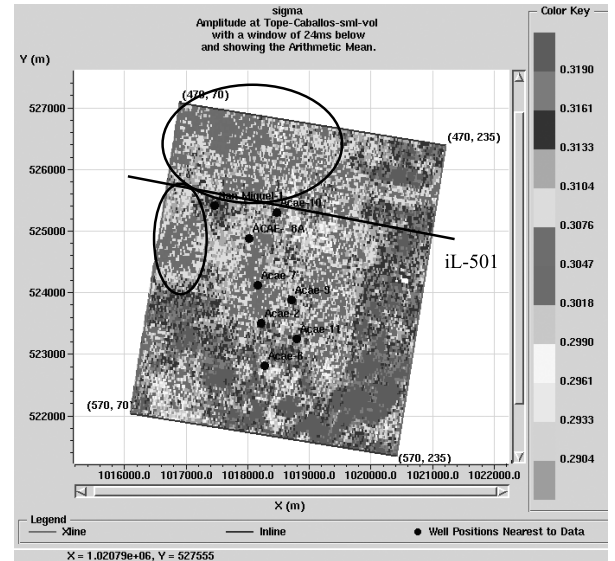 sigma
Amplitude at Tope-Caballos-sml-vol
with a window of 24ms below
and showing the Arithmetic Mean.
Color Key
Y (m)
(470, 70)
(470, 235)
527000
526000
525000
524000
523000
522000
San Miguel-1
Acae-10
ACAE- 8A
iL-501
Acae-7
Acae-9
Acae-2
Acae-11
Acae-6
(570, 70)
(570, 235)
0.3190
0.3161
0.3133
0.3104
0.3076
0.3047
0.3018
0.2990
0.2961
0.2933
0.2904
1016000.0 1017000.0 1018000.0 1019000.0 1020000.0 1021000.0 1022000.0
X (m)
Legend
Xline Inline Well Positions Nearest to Data
X = 1.02079e+06, Y = 527555